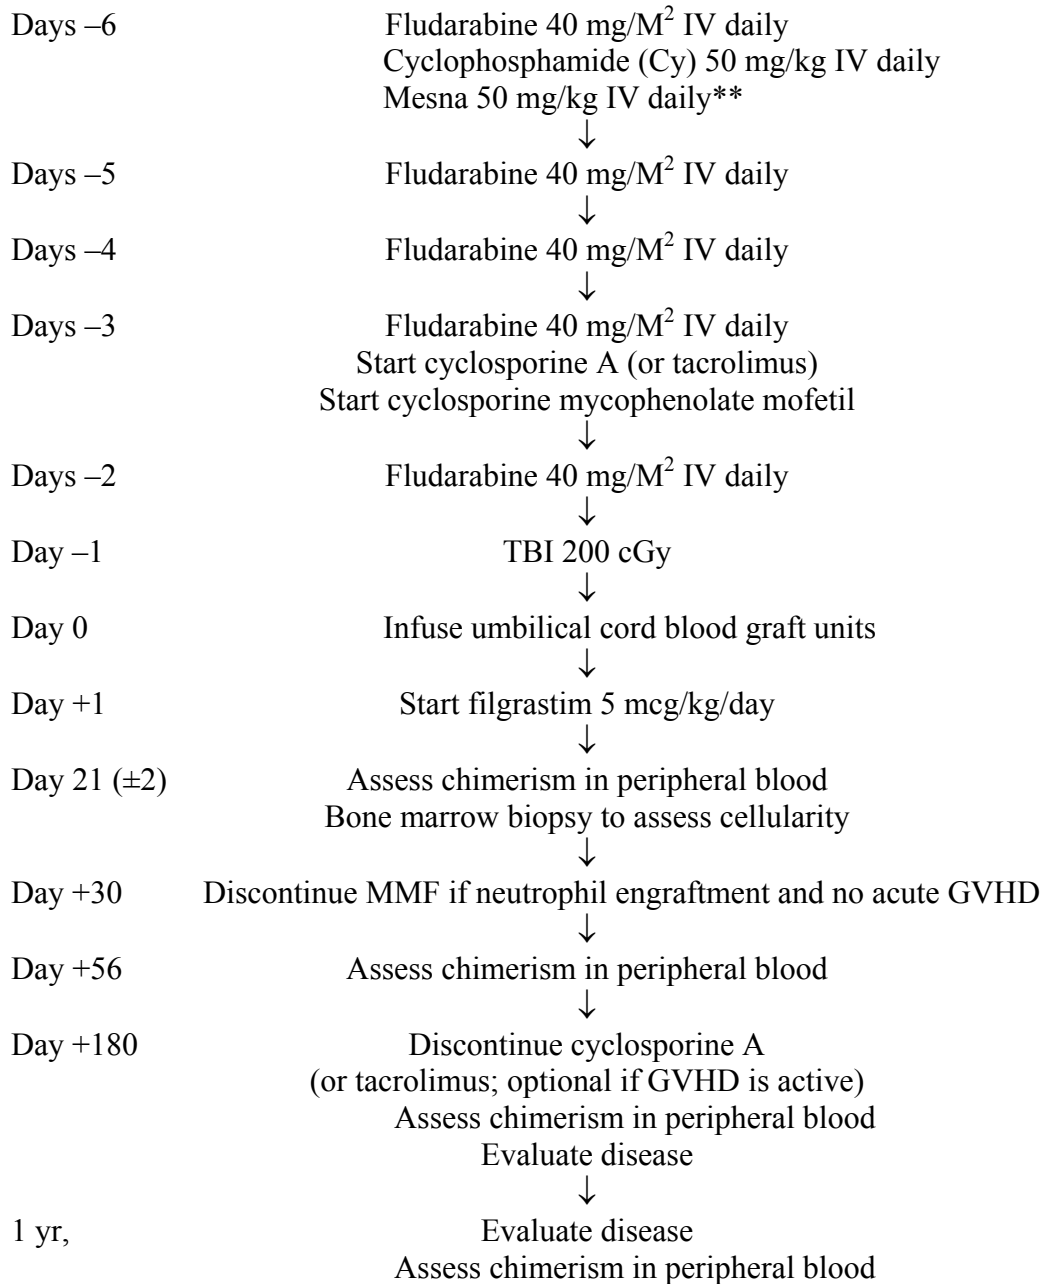 Days –6 Fludarabine 40 mg/M² IV daily
Cyclophosphamide (Cy) 50 mg/kg IV daily
Mesna 50 mg/kg IV daily**
↓
Days –5 Fludarabine 40 mg/M² IV daily
↓
Days –4 Fludarabine 40 mg/M² IV daily
↓
Days –3 Fludarabine 40 mg/M² IV daily
Start cyclosporine A (or tacrolimus)
Start cyclosporine mycophenolate mofetil
↓
Days –2 Fludarabine 40 mg/M² IV daily
↓
Day –1 TBI 200 cGy
↓
Day 0 Infuse umbilical cord blood graft units
↓
Day +1 Start filgrastim 5 mcg/kg/day
↓
Day 21 (±2) Assess chimerism in peripheral blood
Bone marrow biopsy to assess cellularity
↓
Day +30 Discontinue MMF if neutrophil engraftment and no acute GVHD
↓
Day +56 Assess chimerism in peripheral blood
↓
Day +180 Discontinue cyclosporine A
(or tacrolimus; optional if GVHD is active)
Assess chimerism in peripheral blood
Evaluate disease
↓
1 yr, Evaluate disease
Assess chimerism in peripheral blood